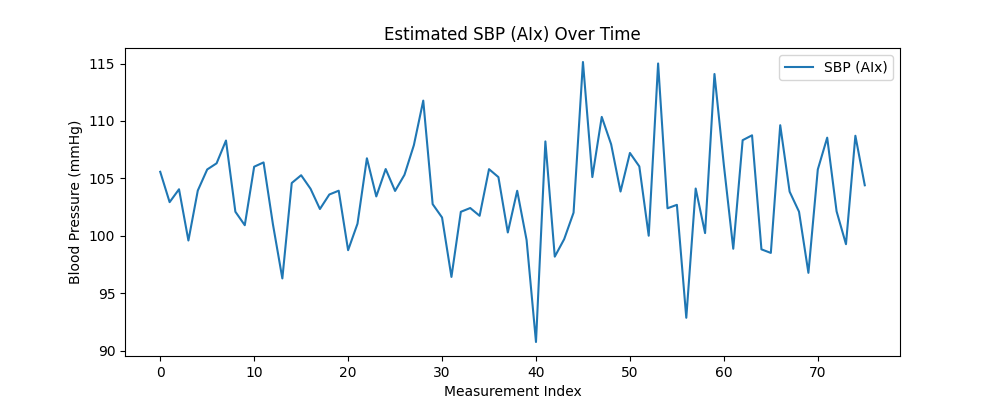 Estimated SBP (AIx) Over Time
SBP (AIx)
Blood Pressure (mmHg)
115
110
105
100
95
90
0 10 20 30 40 50 60 70
Measurement Index